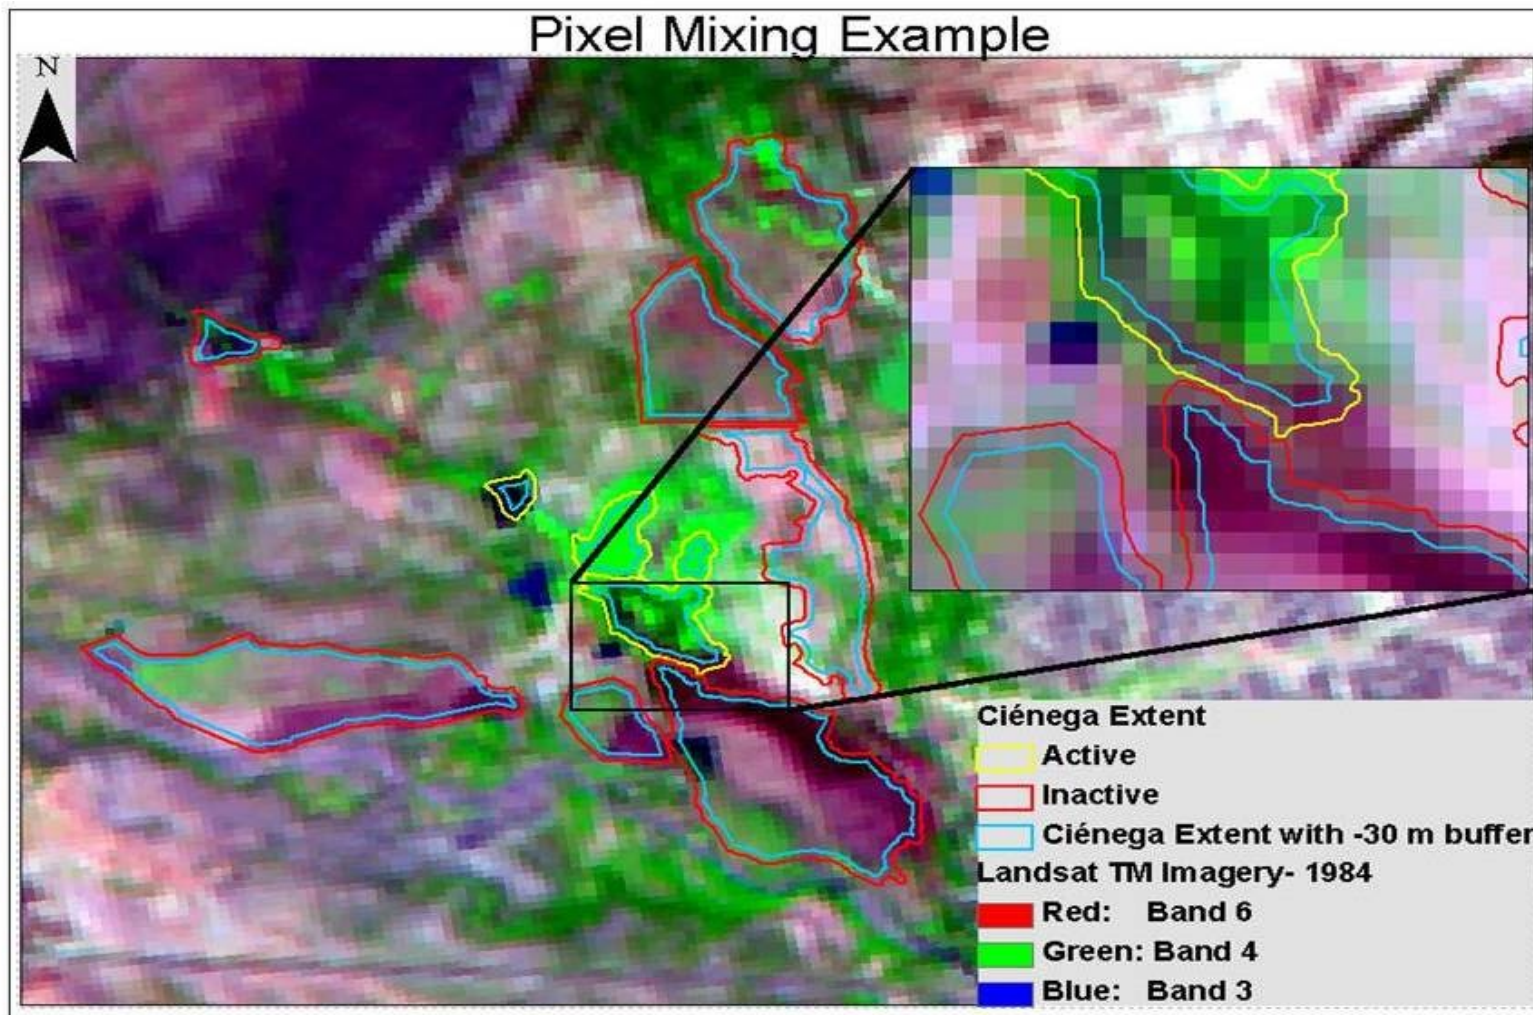 Pixel Mixing Example
N
Ciénega Extent
Active
Inactive
Ciénega Extent with -30 m buffer
Landsat TM Imagery- 1984
Red: Band 6
Green: Band 4
Blue: Band 3